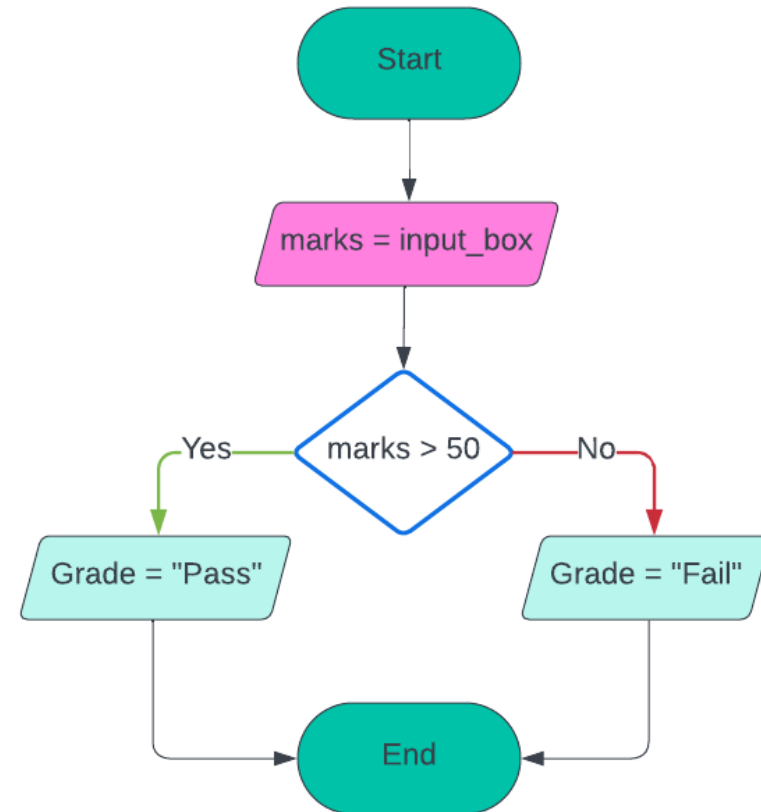 Start
marks = input_box
marks > 50
Yes
No
Grade = "Pass"
Grade = "Fail"
End